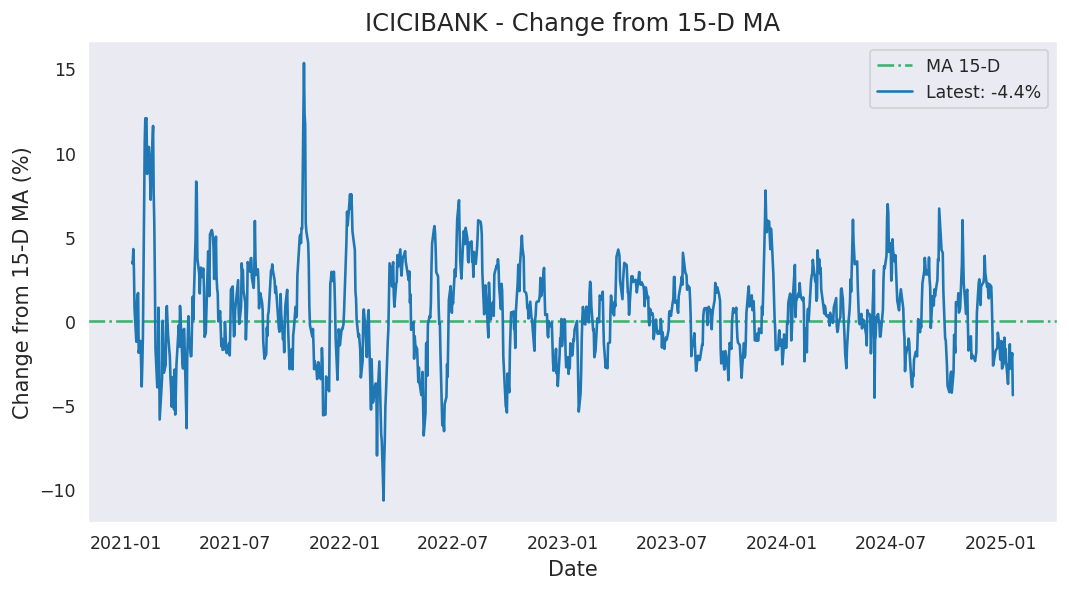 ICICIBANK - Change from 15-D MA
MA 15-D
Latest: -4.4%
Change from 15-D MA (%)
15
10
5
0
−5
−10
2021-01 2021-07 2022-01 2022-07 2023-01 2023-07 2024-01 2024-07 2025-01
Date